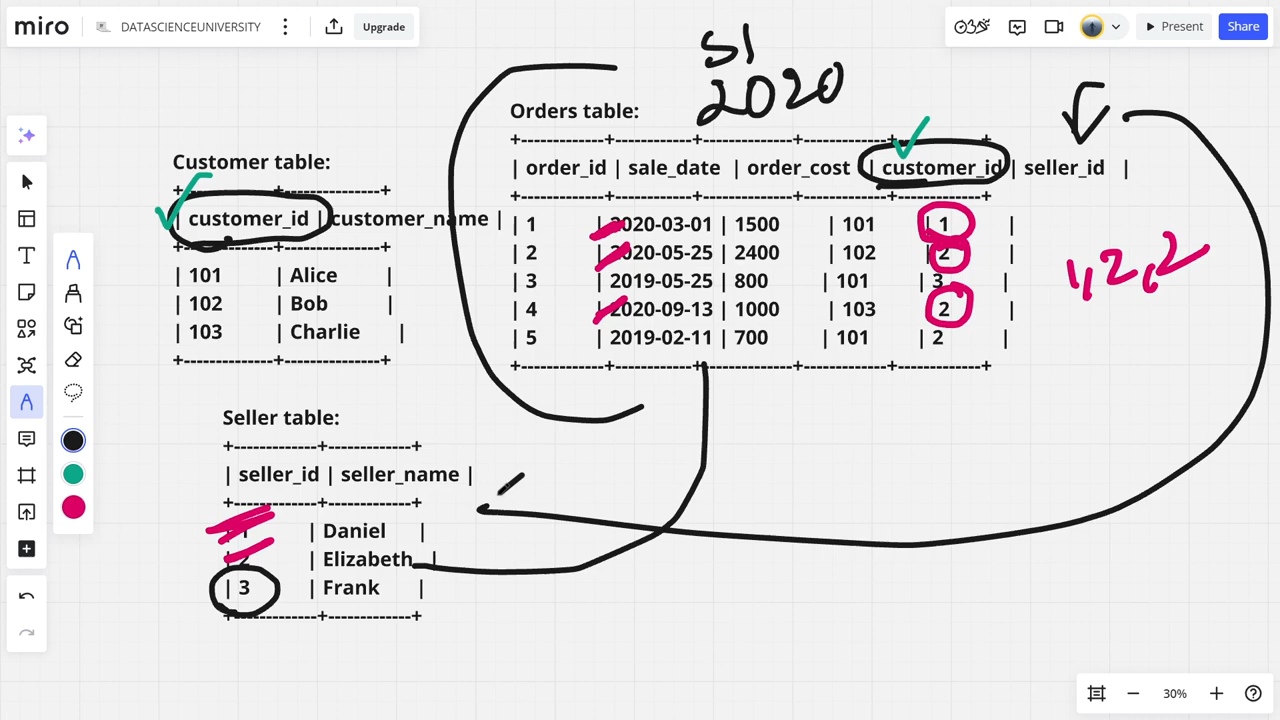 miro DATASCIENCEUNIVERSITY Upgrade Present Share
S1
2020
Orders table:
+------------+------------+--------------+-------------+-------------+
| order_id | sale_date | order_cost | customer_id | seller_id |
+------------+------------+--------------+-------------+-------------+
| 1 | 2020-03-01 | 1500 | 101 | 1 |
| 2 | 2020-05-25 | 2400 | 102 | 2 |
| 3 | 2019-05-25 | 800 | 101 | 3 |
| 4 | 2020-09-13 | 1000 | 103 | 2 |
| 5 | 2019-02-11 | 700 | 101 | 2 |
+------------+------------+--------------+-------------+-------------+
1,2,2
Customer table:
+--------------+---------------+
| customer_id | customer_name |
+--------------+---------------+
| 101 | Alice |
| 102 | Bob |
| 103 | Charlie |
+--------------+---------------+
Seller table:
+-------------+-------------+
| seller_id | seller_name |
+-------------+-------------+
| 1 | Daniel |
| 2 | Elizabeth |
| 3 | Frank |
+-------------+-------------+
30%